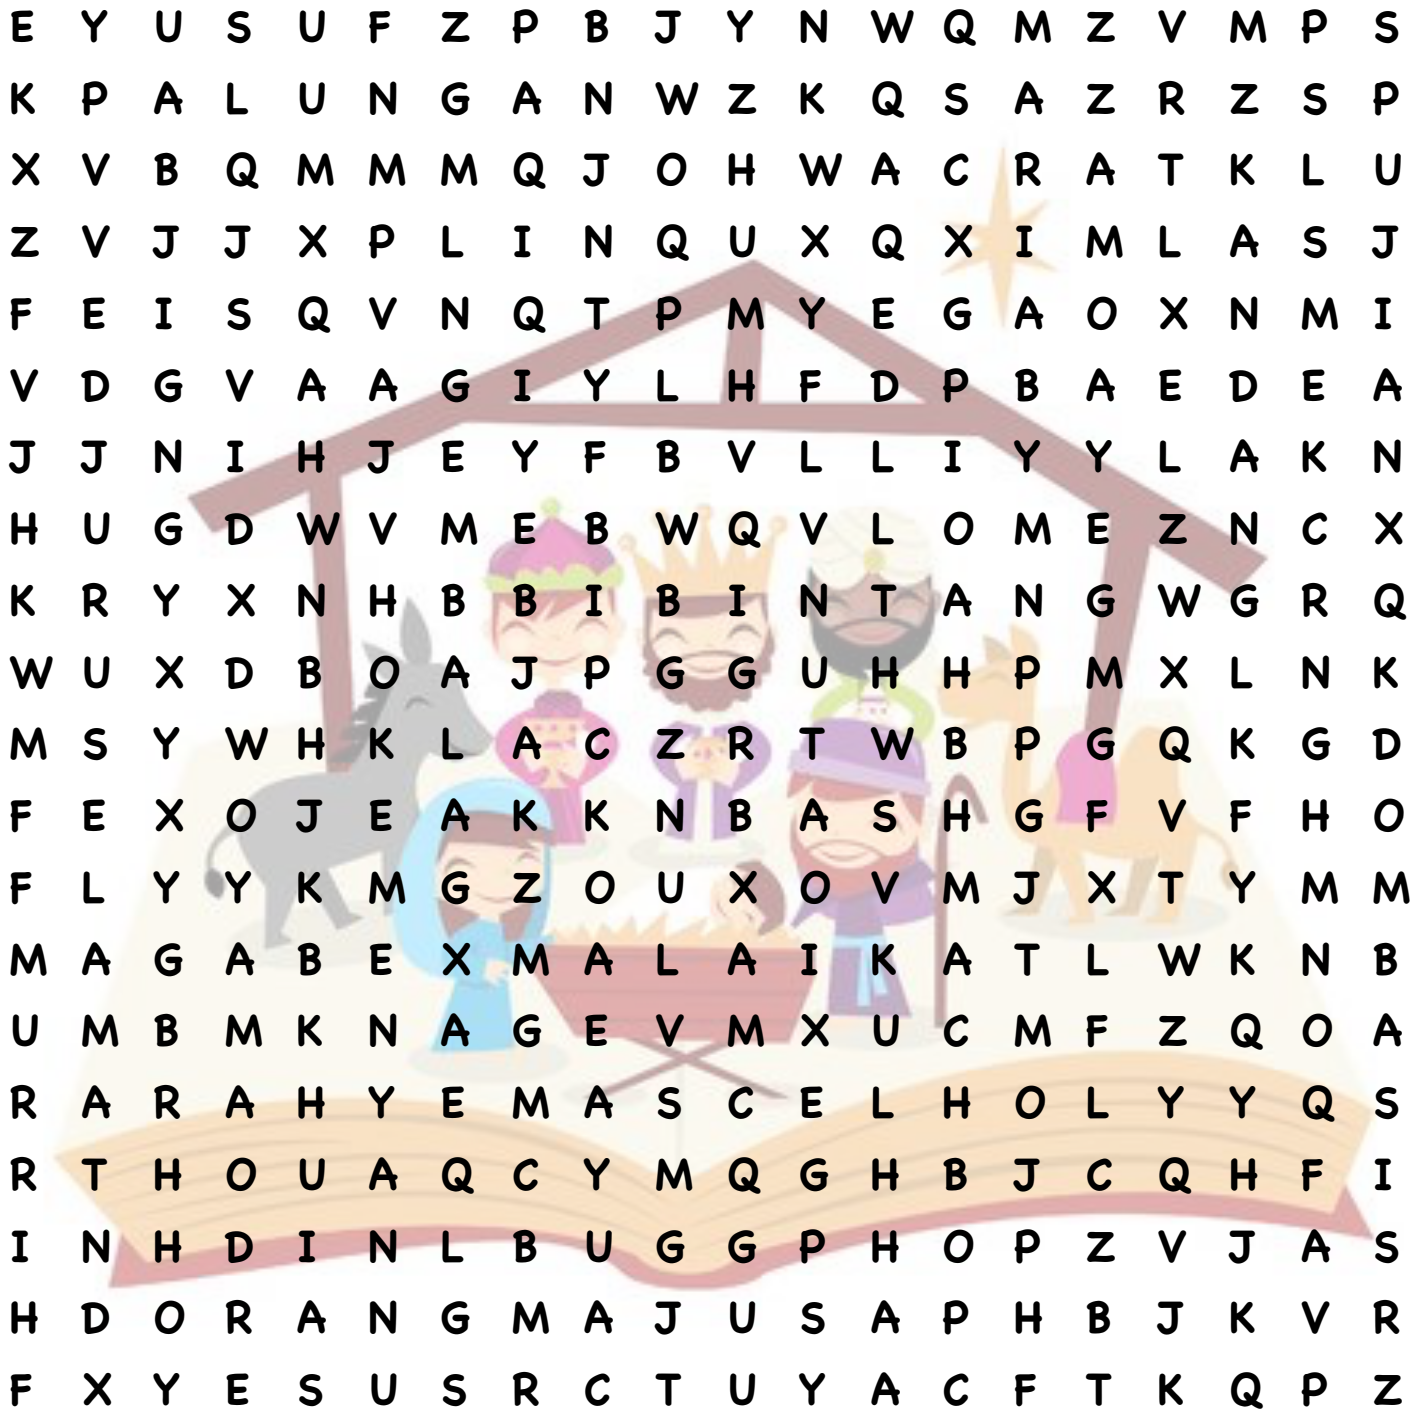 E Y U S U F Z P B J Y N W Q M Z V M P S
K P A L U N G A N W Z K Q S A Z R Z S P
X V B Q M M M Q J O H W A C R A T K L U
Z V J J X P L I N Q U X Q X I M L A S J
F E I S Q V N Q T P M Y E G A O X N M I
V D G V A A G I Y L H F D P B A E D E A
J J N I H J E Y F B V L L I Y Y L A K N
H U G D W V M E B W Q V L O M E Z N C X
K R Y X N H B B I B I N T A N G W G R Q
W U X D B O A J P G G U H H P M X L N K
M S Y W H K L A C Z R T W B P G Q K G D
F E X O J E A K K N B A S H G F V F H O
F L Y Y K M G Z O U X O V M J X T Y M M
M A G A B E X M A L A I K A T L W K N B
U M B M K N A G E V M X U C M F Z Q O A
R A R A H Y E M A S C E L H O L Y Y Q S
R T H O U A Q C Y M Q G H B J C Q H F I
I N H D I N L B U G G P H O P Z V J A S
H D O R A N G M A J U S A P H B J K V R
F X Y E S U S R C T U Y A C F T K Q P Z